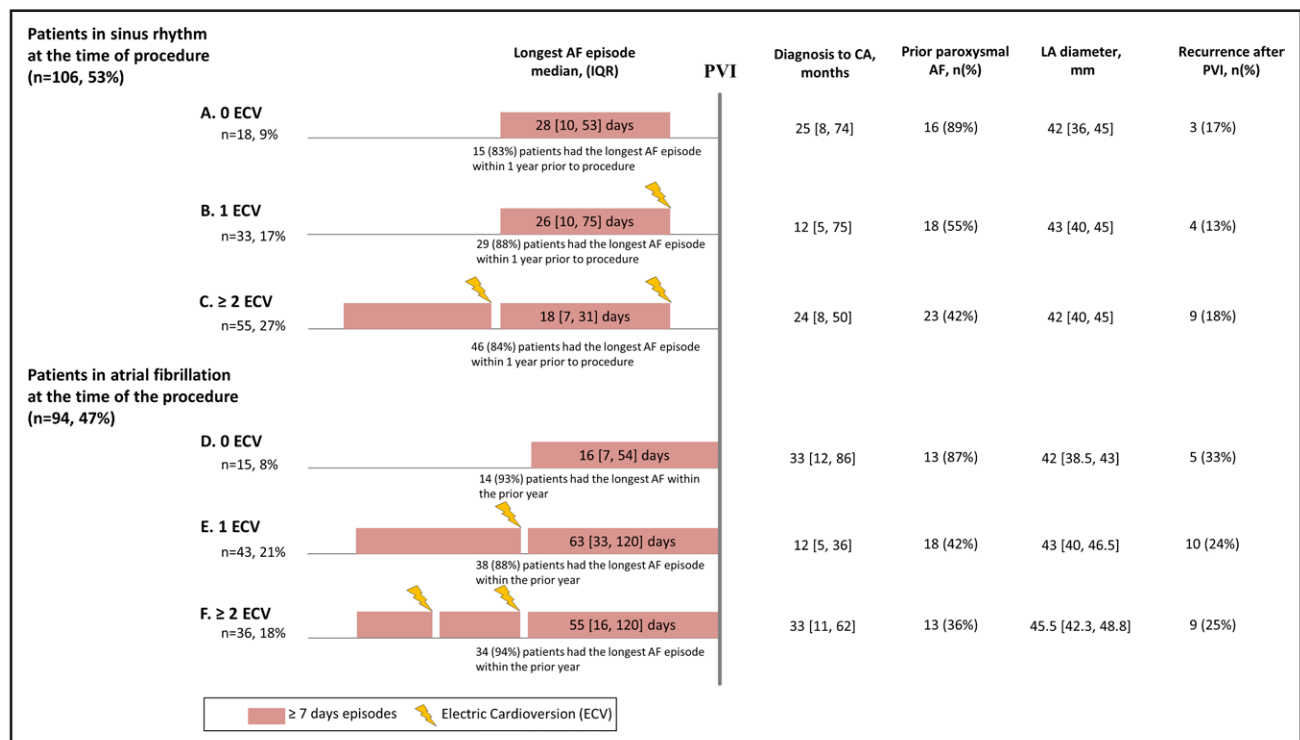 Patients in sinus rhythm
at the time of procedure
(n=106, 53%)
Longest AF episode
median, (IQR)
PVI
Diagnosis to CA,
months
Prior paroxysmal
AF, n(%)
LA diameter,
mm
Recurrence after
PVI, n(%)
A. 0 ECV
n=18, 9%
28 [10, 53] days
15 (83%) patients had the longest AF episode
within 1 year prior to procedure
25 [8, 74]
16 (89%)
42 [36, 45]
3 (17%)
B. 1 ECV
n=33, 17%
26 [10, 75] days
29 (88%) patients had the longest AF episode
within 1 year prior to procedure
12 [5, 75]
18 (55%)
43 [40, 45]
4 (13%)
C. ≥ 2 ECV
n=55, 27%
18 [7, 31] days
46 (84%) patients had the longest AF episode
within 1 year prior to procedure
24 [8, 50]
23 (42%)
42 [40, 45]
9 (18%)
Patients in atrial fibrillation
at the time of the procedure
(n=94, 47%)
D. 0 ECV
n=15, 8%
16 [7, 54] days
14 (93%) patients had the longest AF within
the prior year
33 [12, 86]
13 (87%)
42 [38.5, 43]
5 (33%)
E. 1 ECV
n=43, 21%
63 [33, 120] days
38 (88%) patients had the longest AF episode
within the prior year
12 [5, 36]
18 (42%)
43 [40, 46.5]
10 (24%)
F. ≥ 2 ECV
n=36, 18%
55 [16, 120] days
34 (94%) patients had the longest AF episode
within the prior year
33 [11, 62]
13 (36%)
45.5 [42.3, 48.8]
9 (25%)
≥ 7 days episodes
Electric Cardioversion (ECV)